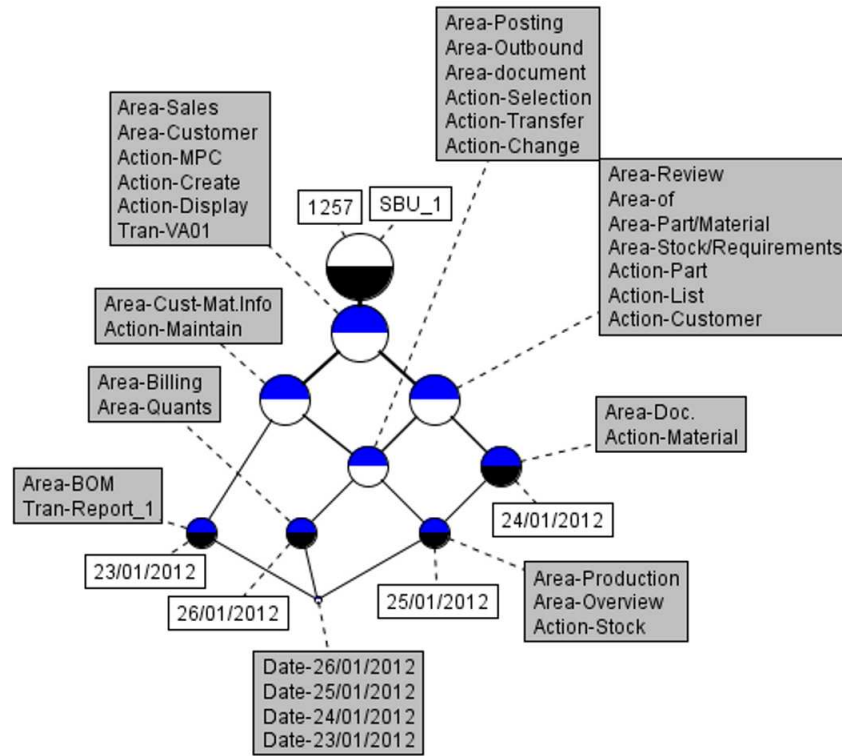 Area-Posting
Area-Outbound
Area-document
Action-Selection
Action-Transfer
Action-Change
Area-Sales
Area-Customer
Action-MPC
Action-Create
Action-Display
Tran-VA01
Area-Review
Area-of
Area-Part/Material
Area-Stock/Requirements
Action-Part
Action-List
Action-Customer
1257
SBU_1
Area-Cust-Mat.Info
Action-Maintain
Area-Billing
Area-Quants
Area-Doc.
Action-Material
Area-BOM
Tran-Report_1
24/01/2012
23/01/2012
26/01/2012
25/01/2012
Area-Production
Area-Overview
Action-Stock
Date-26/01/2012
Date-25/01/2012
Date-24/01/2012
Date-23/01/2012